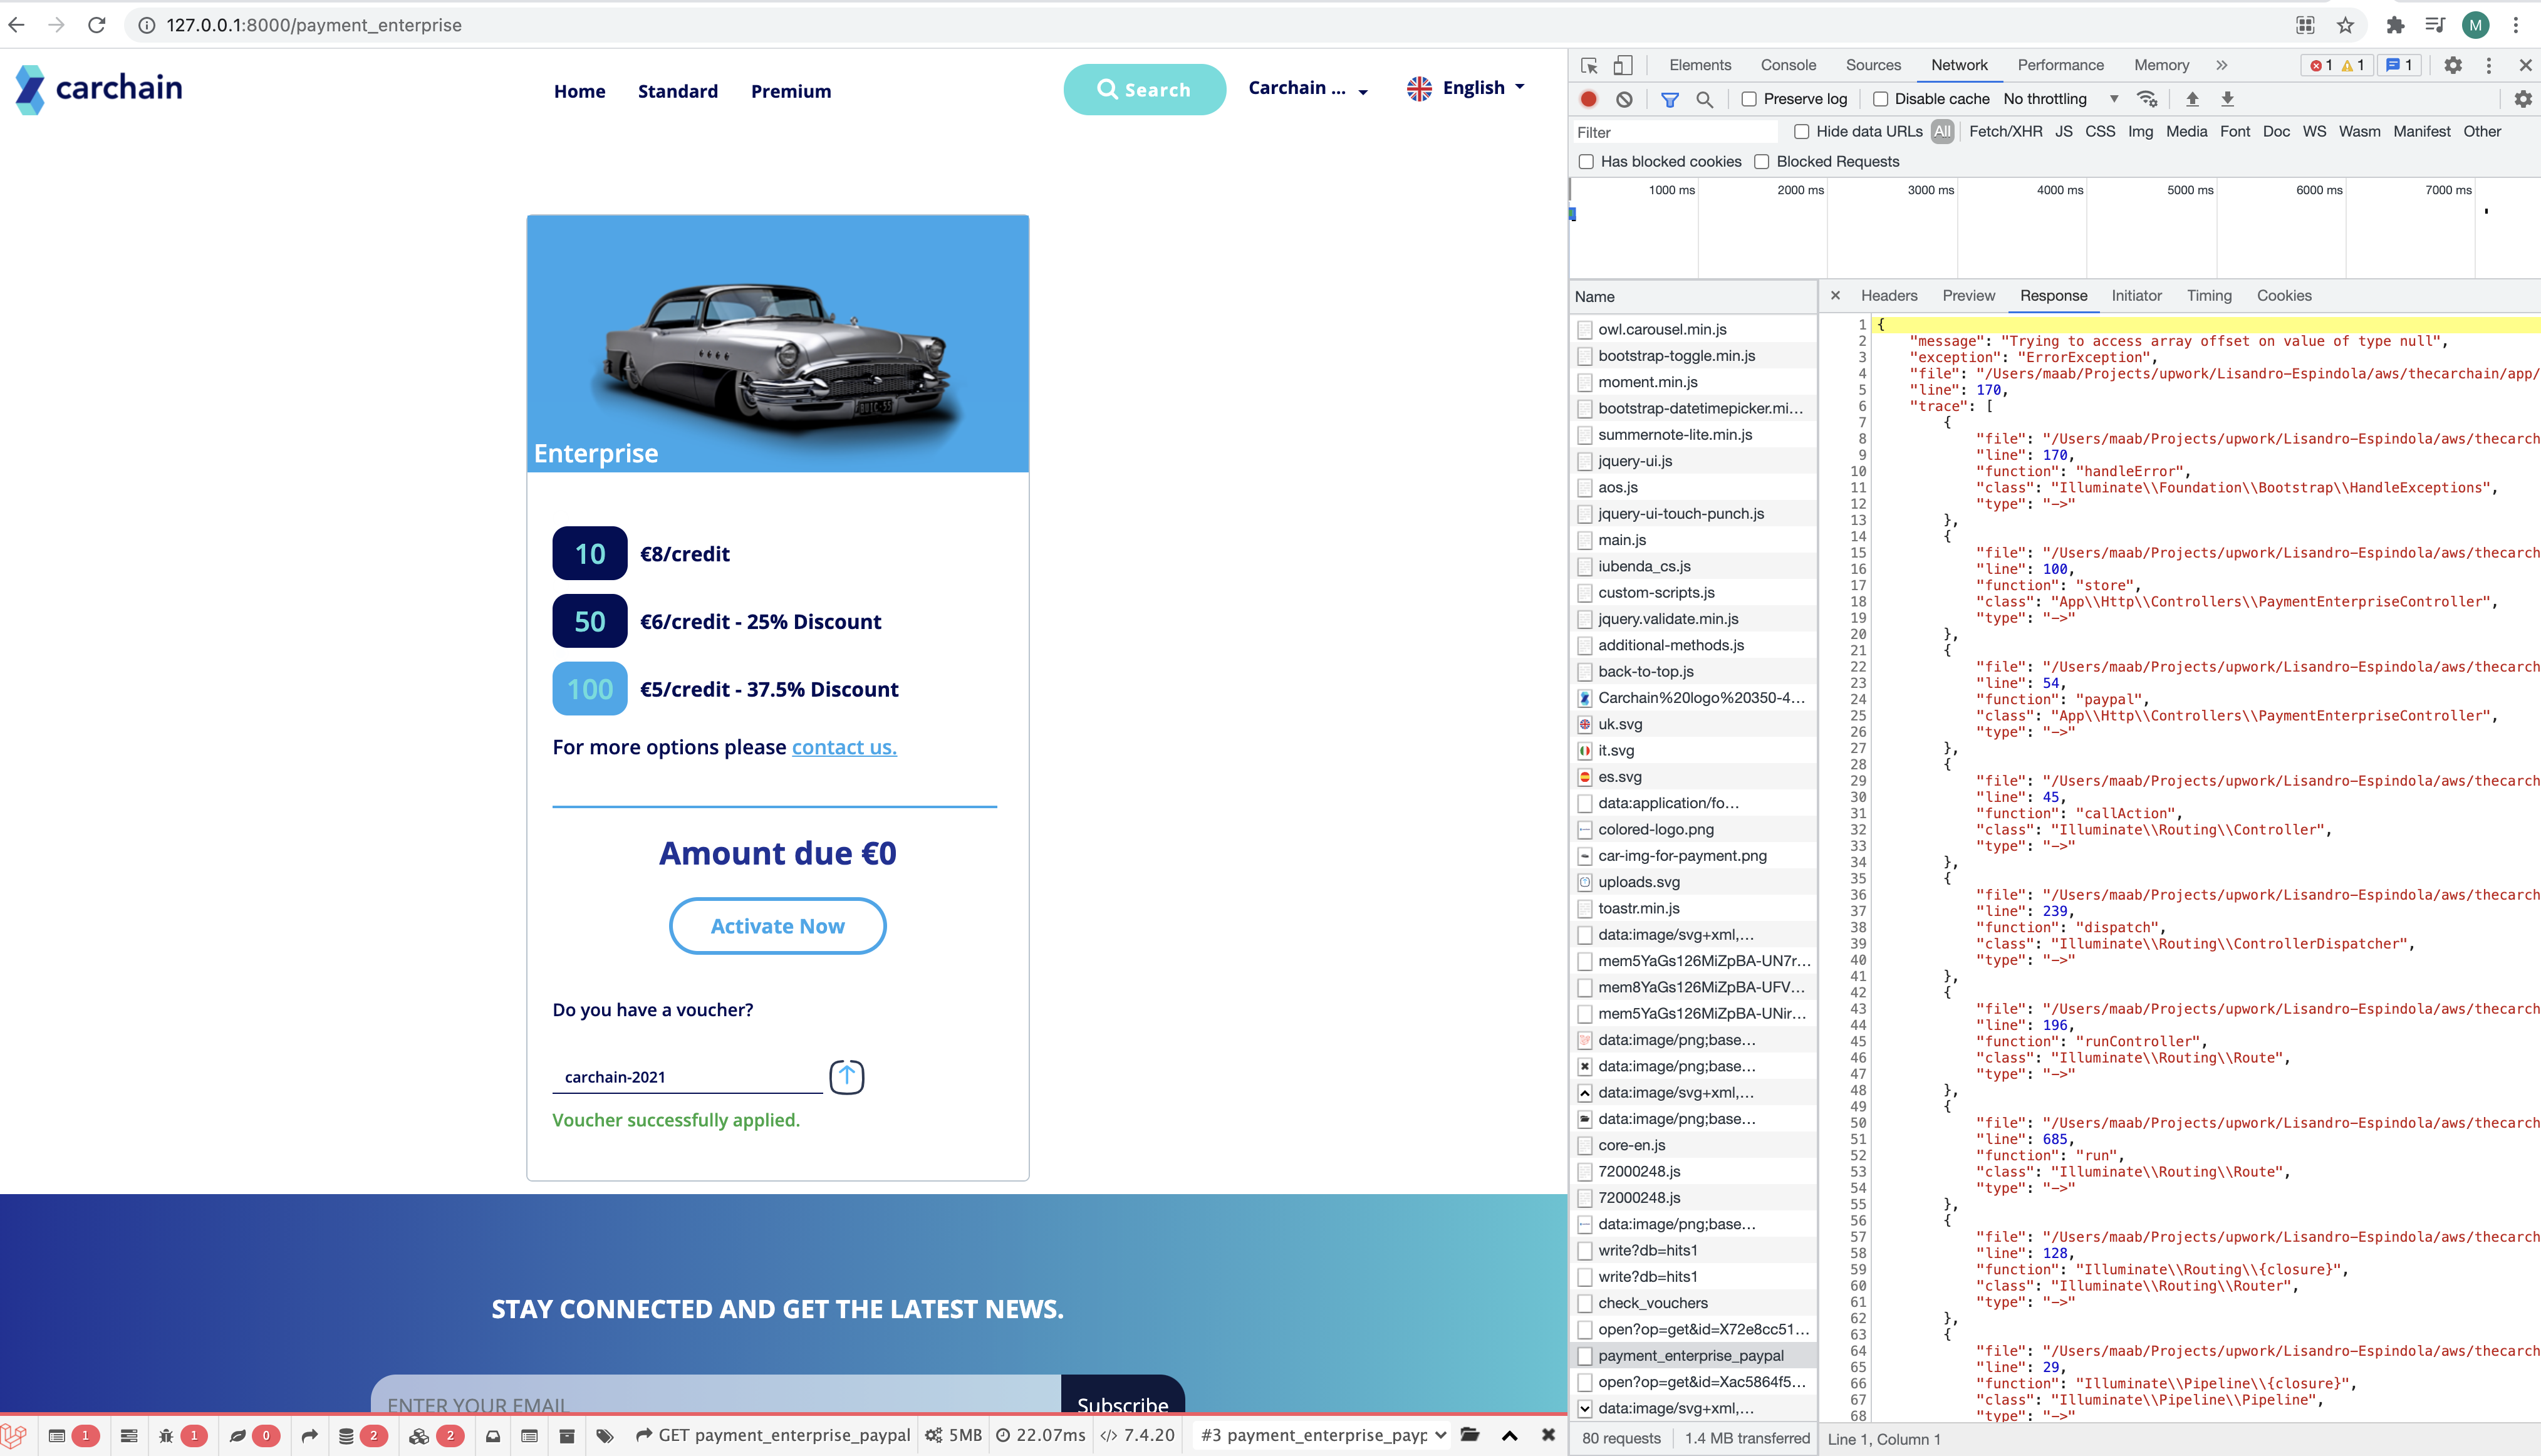 127.0.0.1:8000/payment_enterprise
M
carchain
Home Standard Premium
Search
Carchain ...
English
Enterprise
10 €8/credit
50 €6/credit - 25% Discount
100 €5/credit - 37.5% Discount
For more options please contact us.
Amount due €0
Activate Now
Do you have a voucher?
carchain-2021
Voucher successfully applied.
STAY CONNECTED AND GET THE LATEST NEWS.
ENTER YOUR EMAIL
Subscribe
1 1 0 2 2 GET payment_enterprise_paypal 5MB 22.07ms 7.4.20 #3 payment_enterprise_payp
Elements Console Sources Network Performance Memory » 1 1 1
Preserve log Disable cache No throttling
Filter Hide data URLs All Fetch/XHR JS CSS Img Media Font Doc WS Wasm Manifest Other
Has blocked cookies Blocked Requests
1000 ms 2000 ms 3000 ms 4000 ms 5000 ms 6000 ms 7000 ms
Name
owl.carousel.min.js
bootstrap-toggle.min.js
moment.min.js
bootstrap-datetimepicker.mi...
summernote-lite.min.js
jquery-ui.js
aos.js
jquery-ui-touch-punch.js
main.js
iubenda_cs.js
custom-scripts.js
jquery.validate.min.js
additional-methods.js
back-to-top.js
Carchain%20logo%20350-4...
uk.svg
it.svg
es.svg
data:application/fo...
colored-logo.png
car-img-for-payment.png
uploads.svg
toastr.min.js
data:image/svg+xml,...
mem5YaGs126MiZpBA-UN7r...
mem8YaGs126MiZpBA-UFV...
mem5YaGs126MiZpBA-UNir...
data:image/png;base...
data:image/png;base...
data:image/svg+xml,...
data:image/png;base...
core-en.js
72000248.js
72000248.js
data:image/png;base...
write?db=hits1
write?db=hits1
check_vouchers
open?op=get&id=X72e8cc51...
payment_enterprise_paypal
open?op=get&id=Xac5864f5...
data:image/svg+xml,...
80 requests 1.4 MB transferred
Headers Preview Response Initiator Timing Cookies
1 {
2 "message": "Trying to access array offset on value of type null",
3 "exception": "ErrorException",
4 "file": "/Users/maab/Projects/upwork/Lisandro-Espindola/aws/thecarchain/app/
5 "line": 170,
6 "trace": [
7 {
8 "file": "/Users/maab/Projects/upwork/Lisandro-Espindola/aws/thecarch
9 "line": 170,
10 "function": "handleError",
11 "class": "Illuminate\\Foundation\\Bootstrap\\HandleExceptions",
12 "type": "->"
13 },
14 {
15 "file": "/Users/maab/Projects/upwork/Lisandro-Espindola/aws/thecarch
16 "line": 100,
17 "function": "store",
18 "class": "App\\Http\\Controllers\\PaymentEnterpriseController",
19 "type": "->"
20 },
21 {
22 "file": "/Users/maab/Projects/upwork/Lisandro-Espindola/aws/thecarch
23 "line": 54,
24 "function": "paypal",
25 "class": "App\\Http\\Controllers\\PaymentEnterpriseController",
26 "type": "->"
27 },
28 {
29 "file": "/Users/maab/Projects/upwork/Lisandro-Espindola/aws/thecarch
30 "line": 45,
31 "function": "callAction",
32 "class": "Illuminate\\Routing\\Controller",
33 "type": "->"
34 },
35 {
36 "file": "/Users/maab/Projects/upwork/Lisandro-Espindola/aws/thecarch
37 "line": 239,
38 "function": "dispatch",
39 "class": "Illuminate\\Routing\\ControllerDispatcher",
40 "type": "->"
41 },
42 {
43 "file": "/Users/maab/Projects/upwork/Lisandro-Espindola/aws/thecarch
44 "line": 196,
45 "function": "runController",
46 "class": "Illuminate\\Routing\\Route",
47 "type": "->"
48 },
49 {
50 "file": "/Users/maab/Projects/upwork/Lisandro-Espindola/aws/thecarch
51 "line": 685,
52 "function": "run",
53 "class": "Illuminate\\Routing\\Route",
54 "type": "->"
55 },
56 {
57 "file": "/Users/maab/Projects/upwork/Lisandro-Espindola/aws/thecarch
58 "line": 128,
59 "function": "Illuminate\\Routing\\{closure}",
60 "class": "Illuminate\\Routing\\Router",
61 "type": "->"
62 },
63 {
64 "file": "/Users/maab/Projects/upwork/Lisandro-Espindola/aws/thecarch
65 "line": 29,
66 "function": "Illuminate\\Pipeline\\{closure}",
67 "class": "Illuminate\\Pipeline\\Pipeline",
68 "type": "->"
Line 1, Column 1